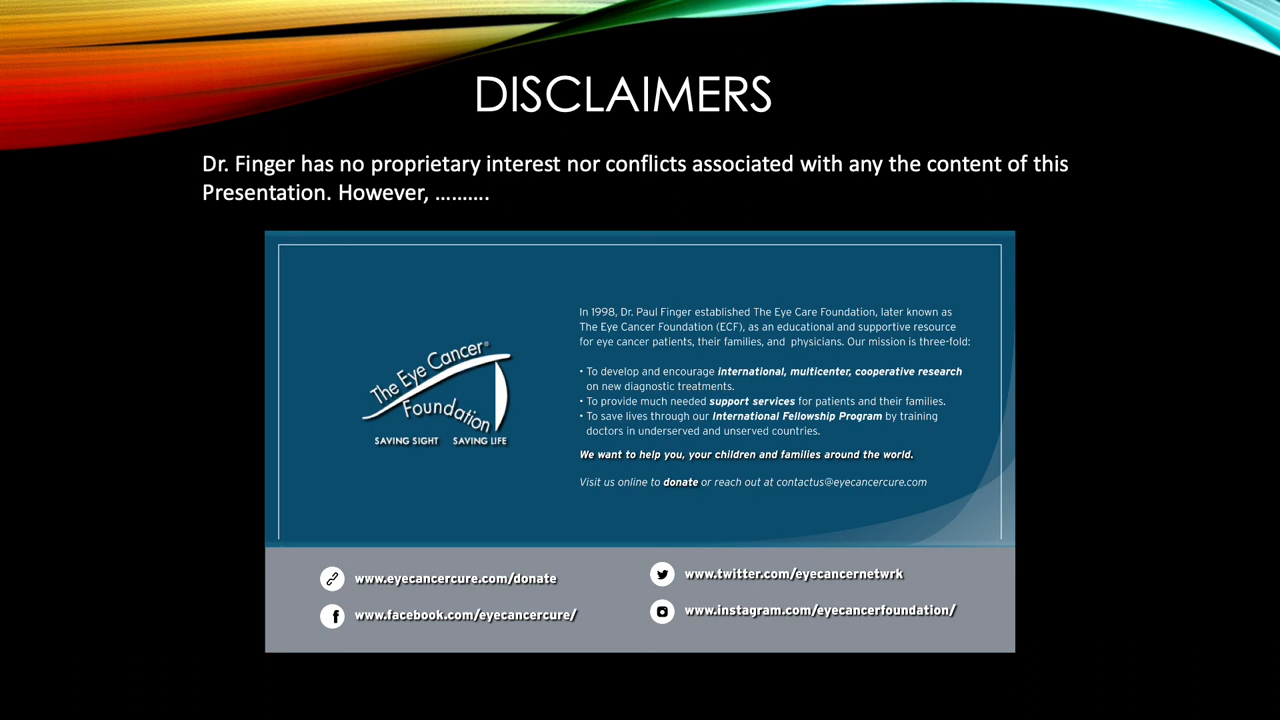 DISCLAIMERS
Dr. Finger has no proprietary interest nor conflicts associated with any the content of this
Presentation. However, ……….
The Eye Cancer®
Foundation
SAVING SIGHT SAVING LIFE
In 1998, Dr. Paul Finger established The Eye Care Foundation, later known as
The Eye Cancer Foundation (ECF), as an educational and supportive resource
for eye cancer patients, their families, and physicians. Our mission is three-fold:
• To develop and encourage international, multicenter, cooperative research
on new diagnostic treatments.
• To provide much needed support services for patients and their families.
• To save lives through our International Fellowship Program by training
doctors in underserved and unserved countries.
We want to help you, your children and families around the world.
Visit us online to donate or reach out at contactus@eyecancercure.com
www.eyecancercure.com/donate
www.facebook.com/eyecancercure/
www.twitter.com/eyecancernetwrk
www.instagram.com/eyecancerfoundation/